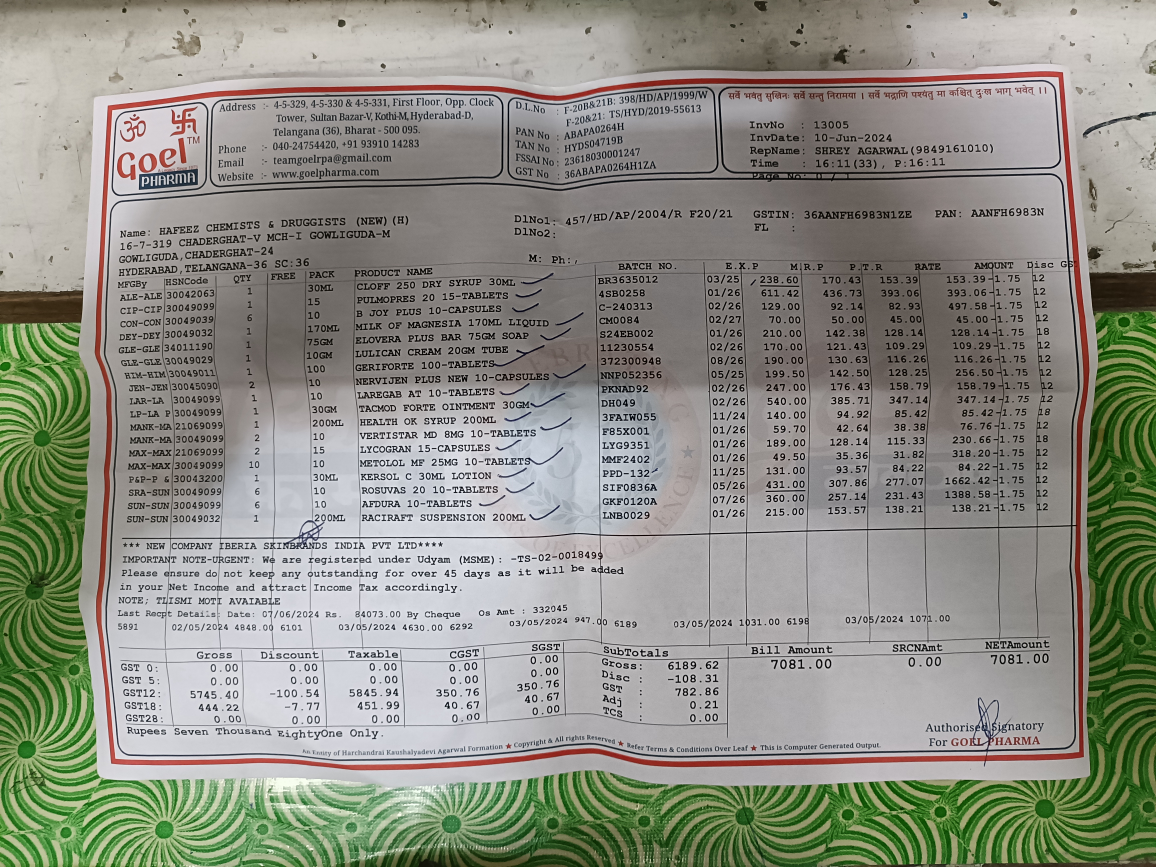 सर्वे भवंतु सुखिनः सर्वे सन्तु निरामया । सर्वे भद्राणि पश्यंतु मा कश्चित् दुःख भाग् भवेत् ।।
ॐ 卐
Goel TM
PHARMA
Address :- 4-5-329, 4-5-330 & 4-5-331, First Floor, Opp. Clock
Tower, Sultan Bazar-V, Kothi-M, Hyderabad-D,
Telangana (36), Bharat - 500 095.
Phone :- 040-24754420, +91 93910 14283
Email :- teamgoelrpa@gmail.com
Website :- www.goelpharma.com
D.L.No : F-20B&21B: 398/HD/AP/1999/W
F-20&21: TS/HYD/2019-55613
PAN No : ABAPA0264H
TAN No : HYDS04719B
FSSAI No : 23618030001247
GST No : 36ABAPA0264H1ZA
InvNo : 13005
InvDate: 10-Jun-2024
RepName: SHREY AGARWAL(9849161010)
Time : 16:11(33), P:16:11
Page No: 0 / 1
Name: HAFEEZ CHEMISTS & DRUGGISTS (NEW)(H)
16-7-319 CHADERGHAT-V MCH-I GOWLIGUDA-M
GOWLIGUDA,CHADERGHAT-24
HYDERABAD,TELANGANA-36 SC:36
M: Ph:,
DlNo1: 457/HD/AP/2004/R F20/21 GSTIN: 36AANFH6983N1ZE PAN: AANFH6983N
DlNo2: FL :
MFGBy HSNCode QTY FREE PACK PRODUCT NAME BATCH NO. E.X.P M.R.P P.T.R RATE AMOUNT Disc GST
ALE-ALE 30042063 1 30ML CLOFF 250 DRY SYRUP 30ML BR3635012 03/25 238.60 170.43 153.39 153.39 -1.75 12
CIP-CIP 30049099 1 15 PULMOPRES 20 15-TABLETS 4SB0258 01/26 611.42 436.73 393.06 393.06 -1.75 12
CON-CON 30049039 6 10 B JOY PLUS 10-CAPSULES C-240313 02/26 129.00 92.14 82.93 497.58 -1.75 12
DEY-DEY 30049032 1 170ML MILK OF MAGNESIA 170ML LIQUID CM0084 02/27 70.00 50.00 45.00 45.00 -1.75 12
GLE-GLE 34011190 1 75GM ELOVERA PLUS BAR 75GM SOAP S24EB002 01/26 210.00 142.38 128.14 128.14 -1.75 18
GLE-GLE 30049029 1 10GM LULICAN CREAM 20GM TUBE 11230554 02/26 170.00 121.43 109.29 109.29 -1.75 12
HIM-HIM 30049011 1 100 GERIFORTE 100-TABLETS 372300948 08/26 190.00 130.63 116.26 116.26 -1.75 12
JEN-JEN 30045090 2 10 NERVIJEN PLUS NEW 10-CAPSULES NNP052356 05/25 199.50 142.50 128.25 256.50 -1.75 12
LAR-LA 30049099 1 10 LAREGAB AT 10-TABLETS PKNAD92 02/26 247.00 176.43 158.79 158.79 -1.75 12
LP-LA P 30049099 1 30GM TACMOD FORTE OINTMENT 30GM DH049 02/26 540.00 385.71 347.14 347.14 -1.75 12
MANK-MA 21069099 1 200ML HEALTH OK SYRUP 200ML 3FAIW055 11/24 140.00 94.92 85.42 85.42 -1.75 18
MANK-MA 30049099 2 10 VERTISTAR MD 8MG 10-TABLETS F85X001 01/26 59.70 42.64 38.38 76.76 -1.75 12
MAX-MAX 21069099 2 15 LYCOGRAN 15-CAPSULES LYG9351 01/26 189.00 128.14 115.33 230.66 -1.75 18
MAX-MAX 30049099 10 10 METOLOL MF 25MG 10-TABLETS MMF2402 01/26 49.50 35.36 31.82 318.20 -1.75 12
P&P-P & 30043200 1 30ML KERSOL C 30ML LOTION PPD-132 11/25 131.00 93.57 84.22 84.22 -1.75 12
SRA-SUN 30049099 6 10 ROSUVAS 20 10-TABLETS SIF0836A 05/26 431.00 307.86 277.07 1662.42 -1.75 12
SUN-SUN 30049099 6 10 AFDURA 10-TABLETS GKF0120A 07/26 360.00 257.14 231.43 1388.58 -1.75 12
SUN-SUN 30049032 1 200ML RACIRAFT SUSPENSION 200ML LNB0029 01/26 215.00 153.57 138.21 138.21 -1.75 12
*** NEW COMPANY IBERIA SKINBRANDS INDIA PVT LTD****
IMPORTANT NOTE-URGENT: We are registered under Udyam (MSME): -TS-02-0018499
Please ensure do not keep any outstanding for over 45 days as it will be added
in your Net Income and attract Income Tax accordingly.
NOTE; TLISMI MOTI AVAIABLE
Last Recpt Details: Date: 07/06/2024 Rs. 84073.00 By Cheque Os Amt : 332045
5891 02/05/2024 4848.00 6101 03/05/2024 4630.00 6292 03/05/2024 947.00 6189 03/05/2024 1031.00 6198 03/05/2024 1071.00
Gross Discount Taxable CGST SGST
GST 0: 0.00 0.00 0.00 0.00 0.00
GST 5: 0.00 0.00 0.00 0.00 0.00
GST12: 5745.40 -100.54 5845.94 350.76 350.76
GST18: 444.22 -7.77 451.99 40.67 40.67
GST28: 0.00 0.00 0.00 0.00 0.00
Rupees Seven Thousand EightyOne Only.
SubTotals
Gross: 6189.62
Disc : -108.31
GST : 782.86
Adj : 0.21
TCS : 0.00
Bill Amount SRCNAmt NETAmount
7081.00 0.00 7081.00
Authorised Signatory
For GOEL PHARMA
An Entity of Harchandrai Kaushalyadevi Agarwal Formation ★ Copyright & All rights Reserved ★ Refer Terms & Conditions Over Leaf ★ This is Computer Generated Output.